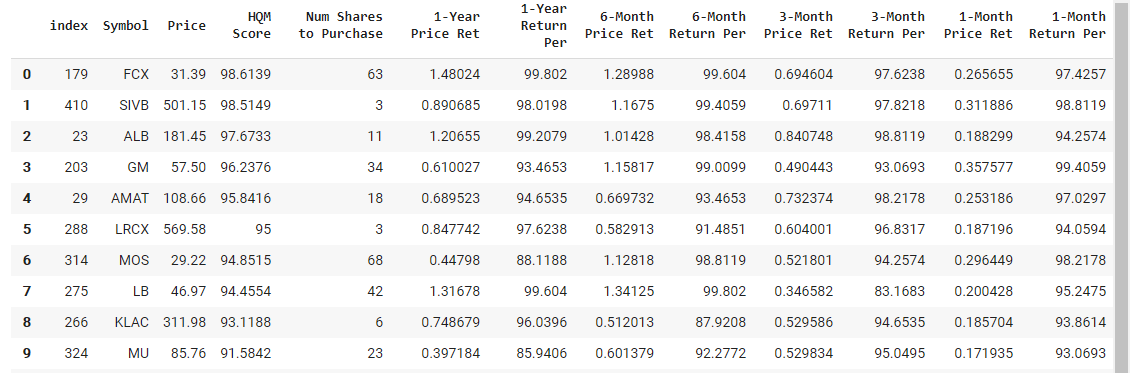 index Symbol Price HQM Score Num Shares to Purchase 1-Year Price Ret 1-Year Return Per 6-Month Price Ret 6-Month Return Per 3-Month Price Ret 3-Month Return Per 1-Month Price Ret 1-Month Return Per
0 179 FCX 31.39 98.6139 63 1.48024 99.802 1.28988 99.604 0.694604 97.6238 0.265655 97.4257
1 410 SIVB 501.15 98.5149 3 0.890685 98.0198 1.1675 99.4059 0.69711 97.8218 0.311886 98.8119
2 23 ALB 181.45 97.6733 11 1.20655 99.2079 1.01428 98.4158 0.840748 98.8119 0.188299 94.2574
3 203 GM 57.50 96.2376 34 0.610027 93.4653 1.15817 99.0099 0.490443 93.0693 0.357577 99.4059
4 29 AMAT 108.66 95.8416 18 0.689523 94.6535 0.669732 93.4653 0.732374 98.2178 0.253186 97.0297
5 288 LRCX 569.58 95 3 0.847742 97.6238 0.582913 91.4851 0.604001 96.8317 0.187196 94.0594
6 314 MOS 29.22 94.8515 68 0.44798 88.1188 1.12818 98.8119 0.521801 94.2574 0.296449 98.2178
7 275 LB 46.97 94.4554 42 1.31678 99.604 1.34125 99.802 0.346582 83.1683 0.200428 95.2475
8 266 KLAC 311.98 93.1188 6 0.748679 96.0396 0.512013 87.9208 0.529586 94.6535 0.185704 93.8614
9 324 MU 85.76 91.5842 23 0.397184 85.9406 0.601379 92.2772 0.529834 95.0495 0.171935 93.0693